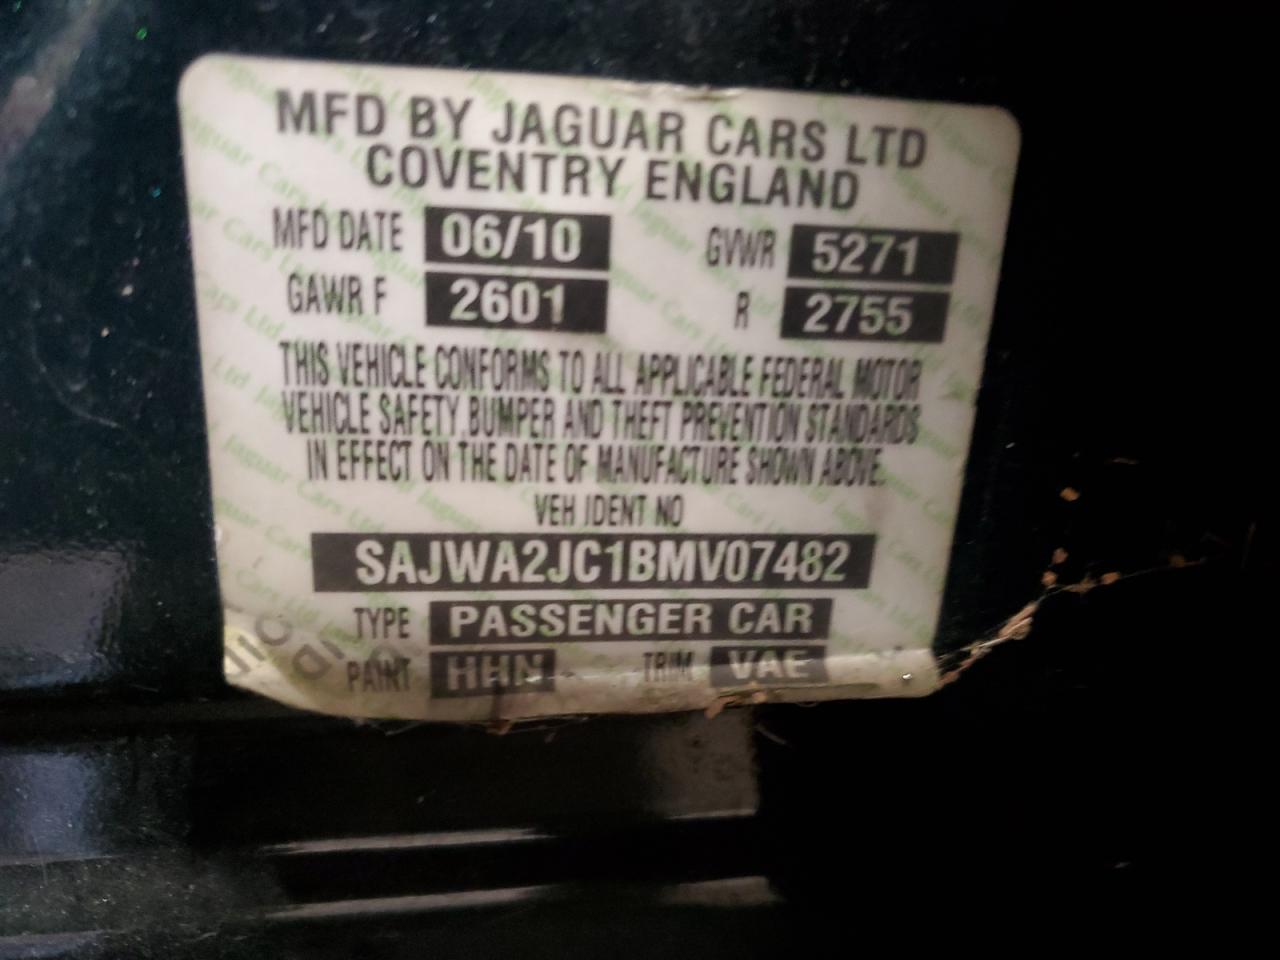 MFD BY JAGUAR CARS LTD
COVENTRY ENGLAND
MFD DATE 06/10 GVWR 5271
GAWR F 2601 R 2755
THIS VEHICLE CONFORMS TO ALL APPLICABLE FEDERAL MOTOR
VEHICLE SAFETY, BUMPER AND THEFT PREVENTION STANDARDS
IN EFFECT ON THE DATE OF MANUFACTURE SHOWN ABOVE.
VEH IDENT NO
SAJWA2JC1BMV07482
TYPE PASSENGER CAR
PAINT HHN TRIM VAE